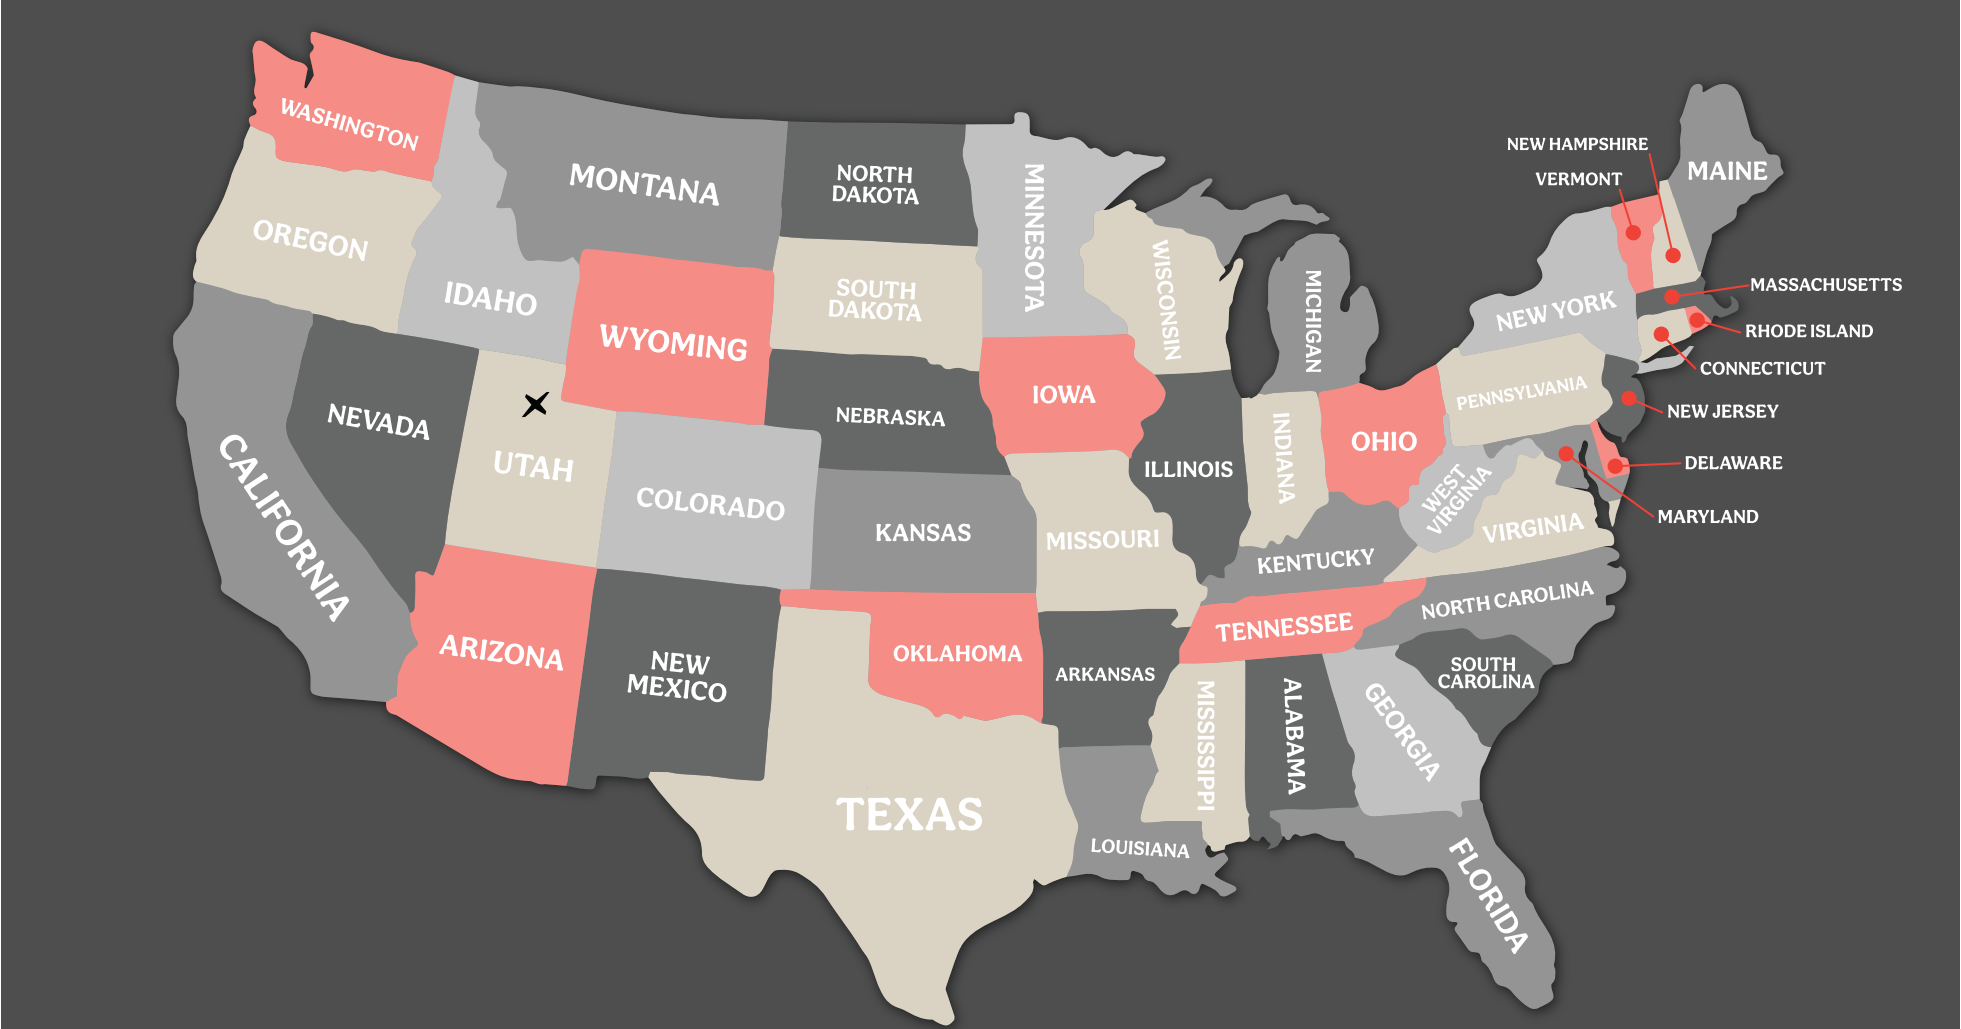 WASHINGTON
OREGON
CALIFORNIA
NEVADA
IDAHO
MONTANA
WYOMING
UTAH
ARIZONA
COLORADO
NEW
MEXICO
NORTH
DAKOTA
SOUTH
DAKOTA
NEBRASKA
KANSAS
OKLAHOMA
TEXAS
MINNESOTA
IOWA
MISSOURI
ARKANSAS
LOUISIANA
WISCONSIN
ILLINOIS
MICHIGAN
INDIANA
OHIO
KENTUCKY
TENNESSEE
MISSISSIPPI
ALABAMA
GEORGIA
FLORIDA
SOUTH
CAROLINA
NORTH CAROLINA
VIRGINIA
WEST
VIRGINIA
PENNSYLVANIA
NEW YORK
MAINE
NEW HAMPSHIRE
VERMONT
MASSACHUSETTS
RHODE ISLAND
CONNECTICUT
NEW JERSEY
DELAWARE
MARYLAND